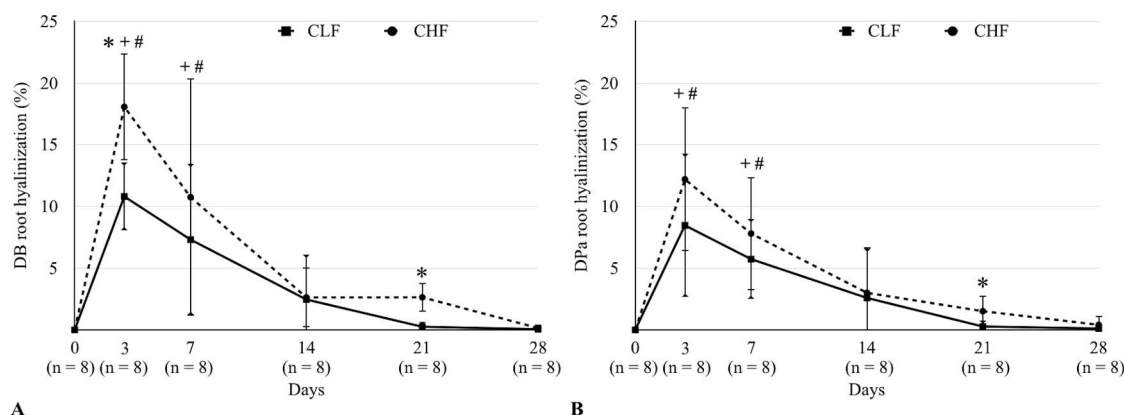 25
20
15
10
5
DB root hyalinization (%)
CLF CHF
* + #
+ #
*
0 3 7 14 21 28
(n = 8) (n = 8) (n = 8) (n = 8) (n = 8) (n = 8)
Days
A
25
20
15
10
5
DPa root hyalinization (%)
CLF CHF
+ #
+ #
*
0 3 7 14 21 28
(n = 8) (n = 8) (n = 8) (n = 8) (n = 8) (n = 8)
Days
B